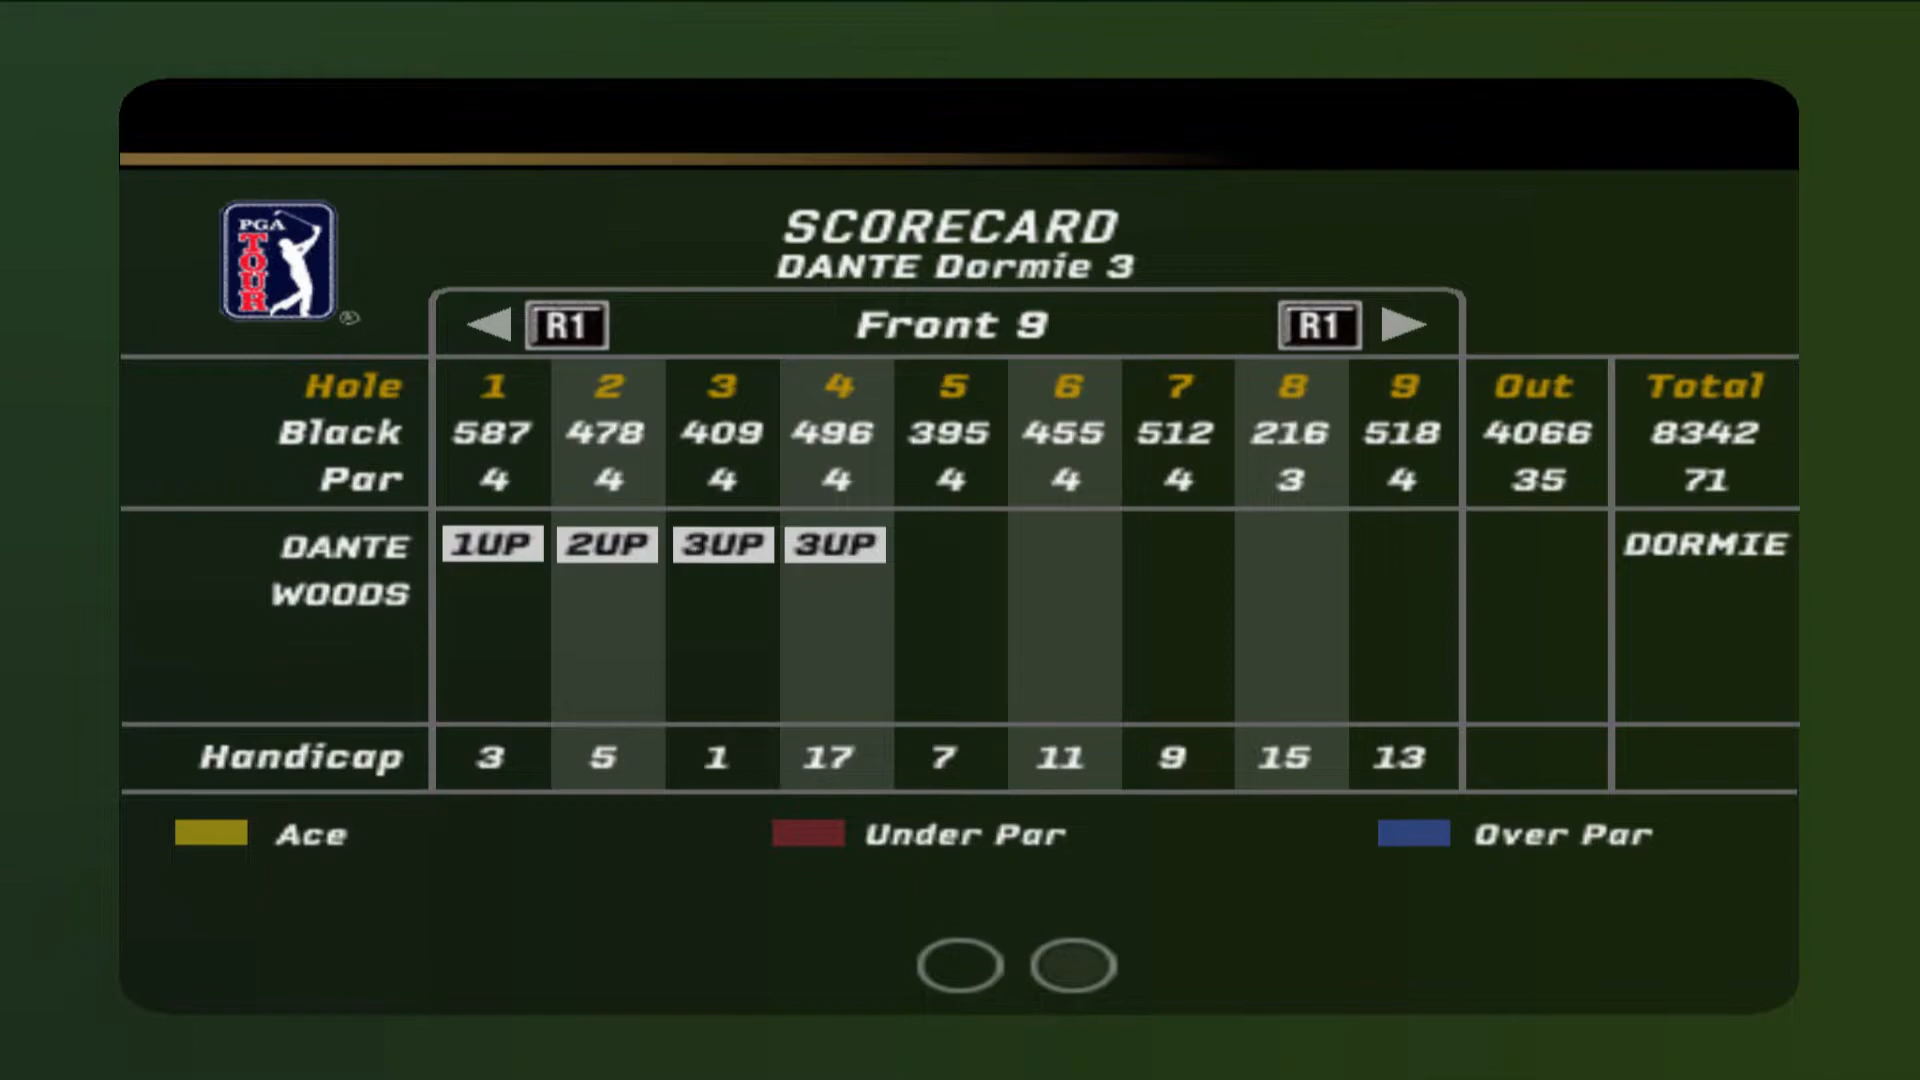 PGA
TOUR
®
SCORECARD
DANTE Dormie 3
R1 Front 9 R1
Hole 1 2 3 4 5 6 7 8 9 Out Total
Black 587 478 409 496 395 455 512 216 518 4066 8342
Par 4 4 4 4 4 4 4 3 4 35 71
DANTE 1UP 2UP 3UP 3UP DORMIE
WOODS
Handicap 3 5 1 17 7 11 9 15 13
Ace Under Par Over Par